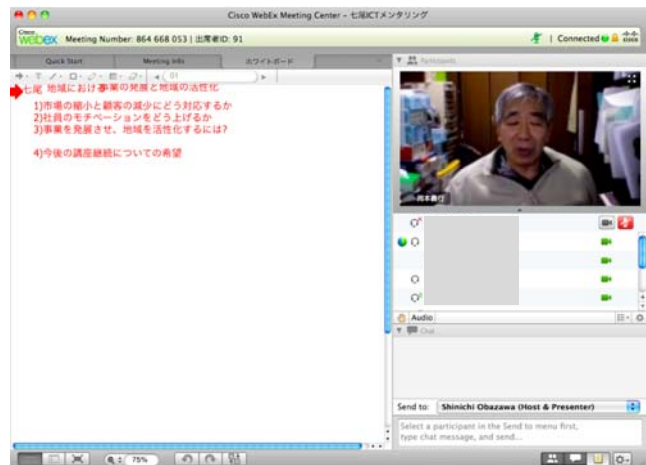 Cisco WebEx Meeting Center - 七尾ICTメンタリング
Cisco
WebEX Meeting Number: 864 668 053 | 出席者ID: 91
Connected
cisco
Quick Start
Meeting Info
ホワイトボード
Participants
七尾 地域における事業の発展と地域の活性化
1)市場の縮小と顧客の減少にどう対応するか
2)社員のモチベーションをどう上げるか
3)事業を発展させ、地域を活性化するには?
4)今後の講座継続についての希望
Audio
Chat
Send to: Shinichi Obazawa (Host & Presenter)
Select a participant in the Send to menu first,
type chat message, and send...
75%